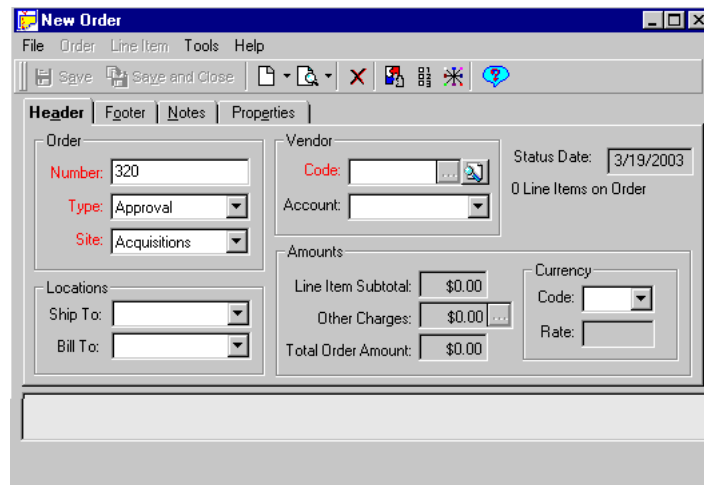 New Order
File Order Line Item Tools Help
Save Save and Close
Header Footer Notes Properties
Order
Number: 320
Type: Approval
Site: Acquisitions
Vendor
Code: ...
Account:
Status Date: 3/19/2003
0 Line Items on Order
Locations
Ship To:
Bill To:
Amounts
Line Item Subtotal: $0.00
Other Charges: $0.00 ...
Total Order Amount: $0.00
Currency
Code:
Rate: